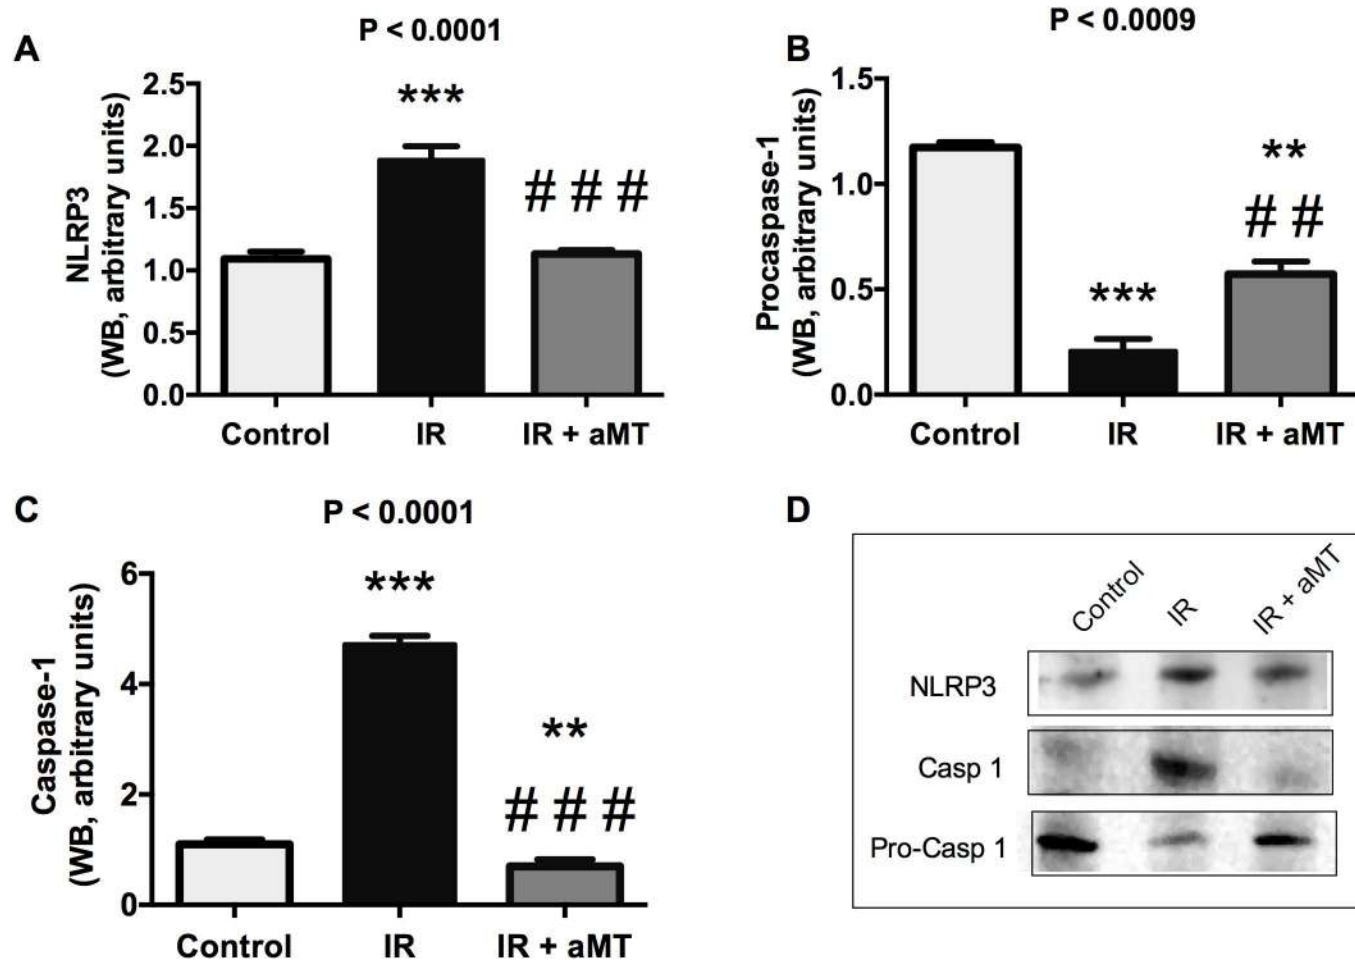 A
P < 0.0001
NLRP3
(WB, arbitrary units)
2.5
2.0
1.5
1.0
0.5
0.0
***
# # #
Control IR IR + aMT
B
P < 0.0009
Procaspase-1
(WB, arbitrary units)
1.5
1.0
0.5
0.0
***
**
# #
Control IR IR + aMT
C
P < 0.0001
Caspase-1
(WB, arbitrary units)
6
4
2
0
***
**
# # #
Control IR IR + aMT
D
Control IR IR + aMT
NLRP3
Casp 1
Pro-Casp 1